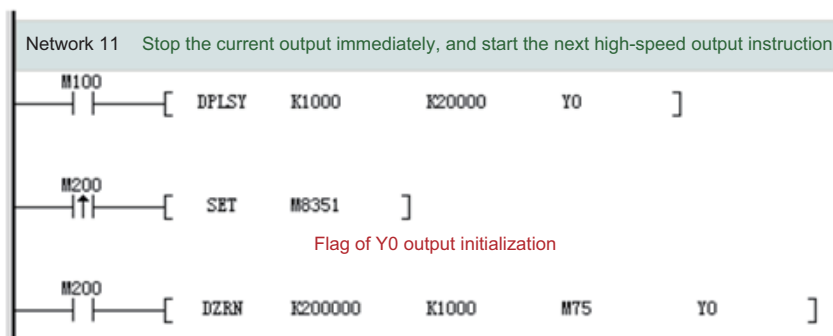 Network 11 Stop the current output immediately, and start the next high-speed output instruction
M100
DPLSY K1000 K20000 Y0
M200
SET M8351
Flag of Y0 output initialization
M200
DZRN K200000 K1000 M75 Y0